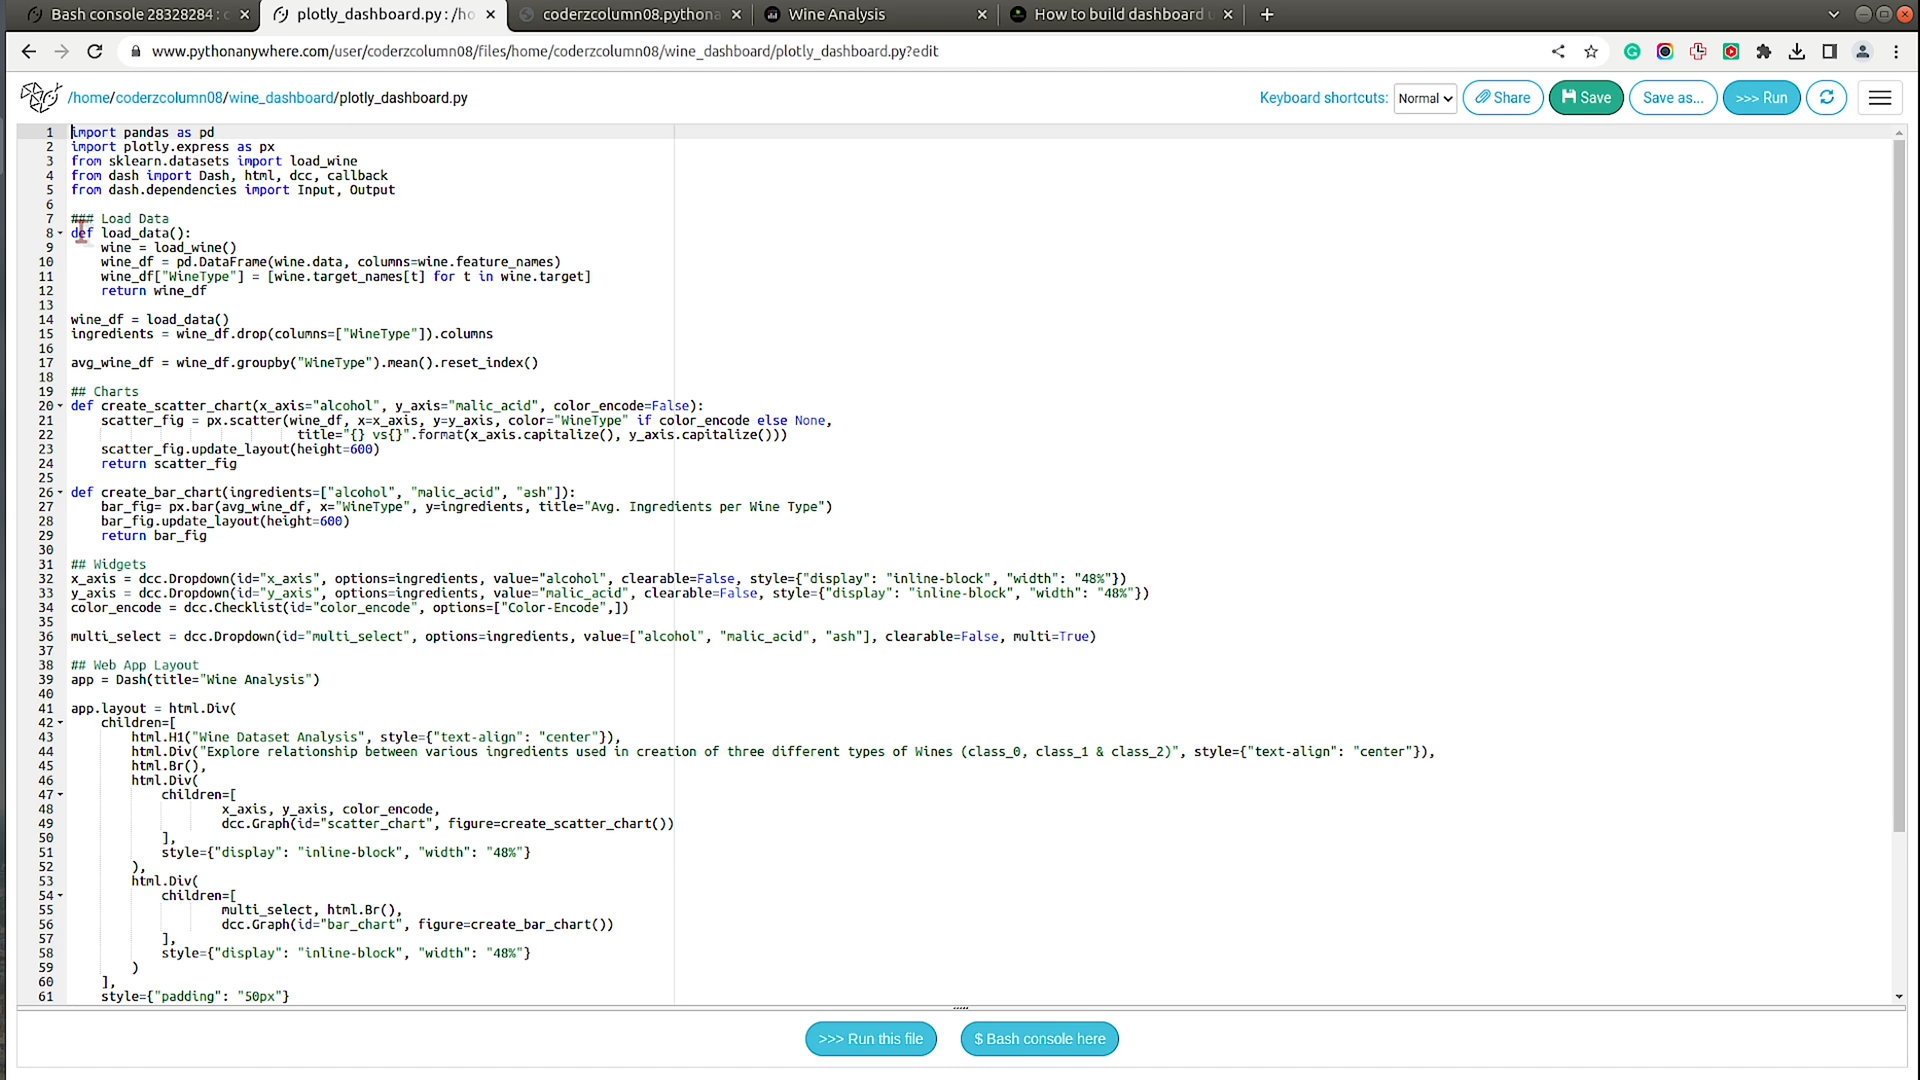 Bash console 28328284 : c
plotly_dashboard.py : /ho
coderzcolumn08.pythona
Wine Analysis
How to build dashboard u
www.pythonanywhere.com/user/coderzcolumn08/files/home/coderzcolumn08/wine_dashboard/plotly_dashboard.py?edit
/home/coderzcolumn08/wine_dashboard/plotly_dashboard.py
Keyboard shortcuts: Normal Share Save Save as... >>> Run
1 import pandas as pd
2 import plotly.express as px
3 from sklearn.datasets import load_wine
4 from dash import Dash, html, dcc, callback
5 from dash.dependencies import Input, Output
6
7 ### Load Data
8 def load_data():
9     wine = load_wine()
10     wine_df = pd.DataFrame(wine.data, columns=wine.feature_names)
11     wine_df["WineType"] = [wine.target_names[t] for t in wine.target]
12     return wine_df
13
14 wine_df = load_data()
15 ingredients = wine_df.drop(columns=["WineType"]).columns
16
17 avg_wine_df = wine_df.groupby("WineType").mean().reset_index()
18
19 ## Charts
20 def create_scatter_chart(x_axis="alcohol", y_axis="malic_acid", color_encode=False):
21     scatter_fig = px.scatter(wine_df, x=x_axis, y=y_axis, color="WineType" if color_encode else None,
22                               title="{} vs{}".format(x_axis.capitalize(), y_axis.capitalize()))
23     scatter_fig.update_layout(height=600)
24     return scatter_fig
25
26 def create_bar_chart(ingredients=["alcohol", "malic_acid", "ash"]):
27     bar_fig= px.bar(avg_wine_df, x="WineType", y=ingredients, title="Avg. Ingredients per Wine Type")
28     bar_fig.update_layout(height=600)
29     return bar_fig
30
31 ## Widgets
32 x_axis = dcc.Dropdown(id="x_axis", options=ingredients, value="alcohol", clearable=False, style={"display": "inline-block", "width": "48%"})
33 y_axis = dcc.Dropdown(id="y_axis", options=ingredients, value="malic_acid", clearable=False, style={"display": "inline-block", "width": "48%"})
34 color_encode = dcc.Checklist(id="color_encode", options=["Color-Encode",])
35
36 multi_select = dcc.Dropdown(id="multi_select", options=ingredients, value=["alcohol", "malic_acid", "ash"], clearable=False, multi=True)
37
38 ## Web App Layout
39 app = Dash(title="Wine Analysis")
40
41 app.layout = html.Div(
42     children=[
43         html.H1("Wine Dataset Analysis", style={"text-align": "center"}),
44         html.Div("Explore relationship between various ingredients used in creation of three different types of Wines (class_0, class_1 & class_2)", style={"text-align": "center"}),
45         html.Br(),
46         html.Div(
47             children=[
48                     x_axis, y_axis, color_encode,
49                     dcc.Graph(id="scatter_chart", figure=create_scatter_chart())
50             ],
51             style={"display": "inline-block", "width": "48%"}
52         ),
53         html.Div(
54             children=[
55                     multi_select, html.Br(),
56                     dcc.Graph(id="bar_chart", figure=create_bar_chart())
57             ],
58             style={"display": "inline-block", "width": "48%"}
59         )
60     ],
61     style={"padding": "50px"}
>>> Run this file
$ Bash console here